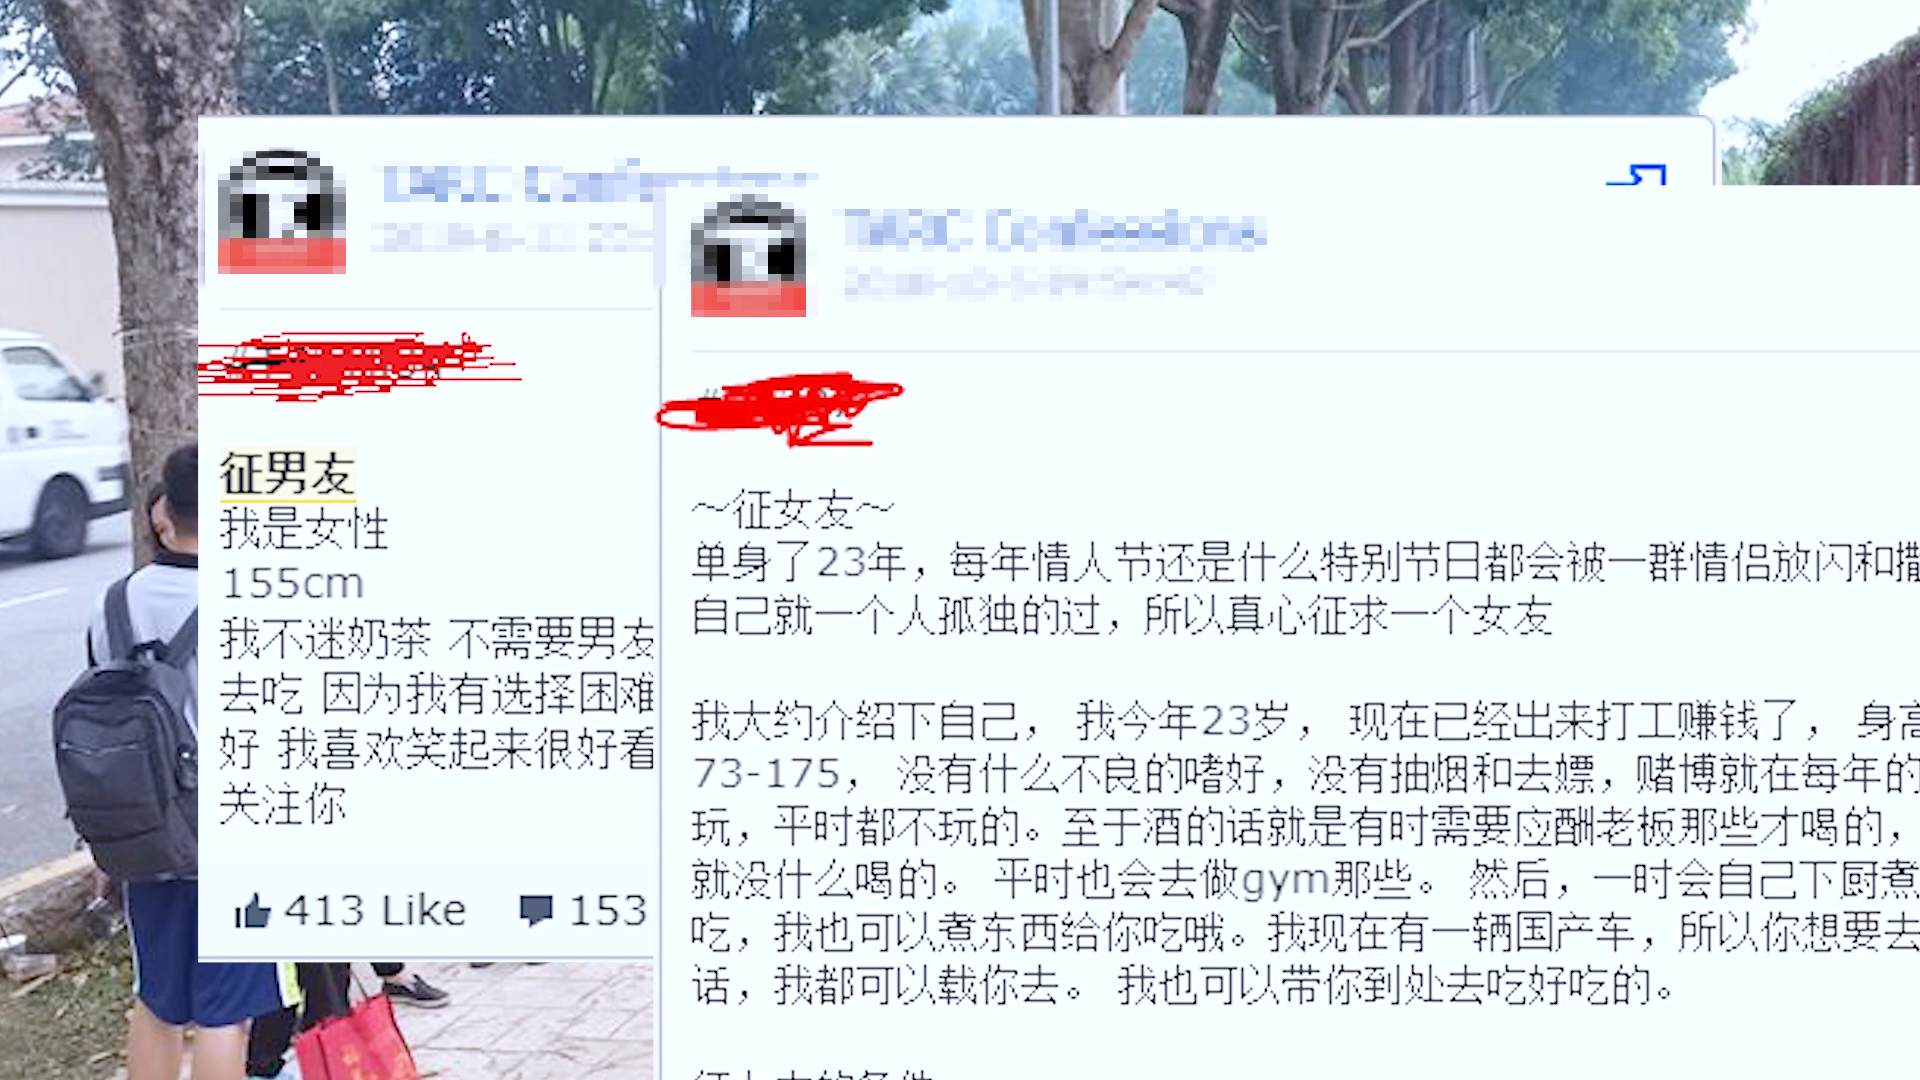 TARC Confessions
征男友
我是女性
155cm
我不迷奶茶 不需要男友
去吃 因为我有选择困难
好 我喜欢笑起来很好看
关注你
413 Like 153
TARC Confessions
～征女友～
单身了23年，每年情人节还是什么特别节日都会被一群情侣放闪和撒
自己就一个人孤独的过，所以真心征求一个女友
我大约介绍下自己， 我今年23岁， 现在已经出来打工赚钱了， 身高
73-175， 没有什么不良的嗜好，没有抽烟和去嫖，赌博就在每年的
玩，平时都不玩的。至于酒的话就是有时需要应酬老板那些才喝的，
就没什么喝的。 平时也会去做gym那些。 然后，一时会自己下厨煮
吃，我也可以煮东西给你吃哦。我现在有一辆国产车，所以你想要去
话，我都可以载你去。 我也可以带你到处去吃好吃的。